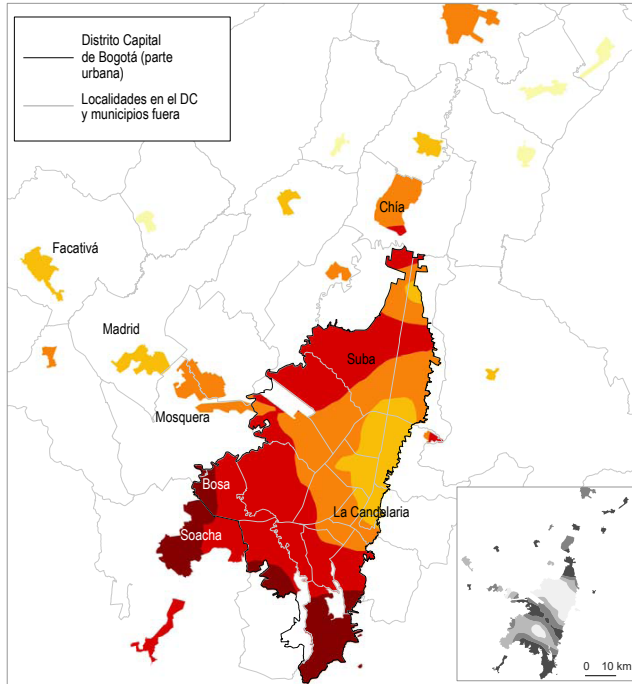 Distrito Capital
de Bogotá (parte
urbana)
Localidades en el DC
y municipios fuera
Chía
Facativá
Madrid
Suba
Mosquera
Bosa
La Candelaria
Soacha
0 10 km